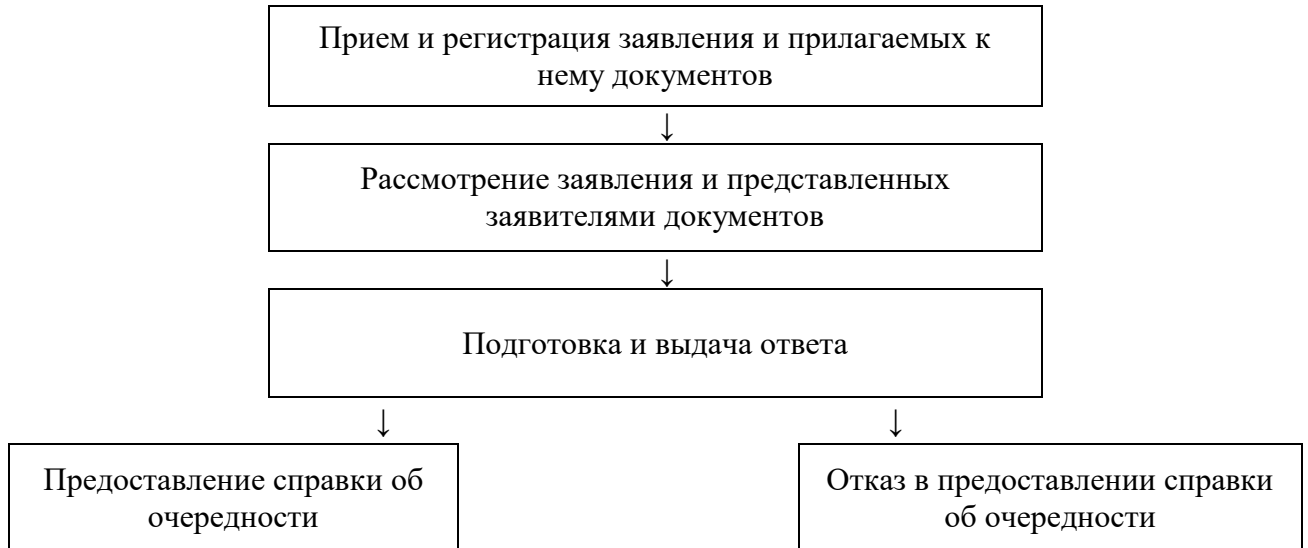 Прием и регистрация заявления и прилагаемых к
нему документов
↓
Рассмотрение заявления и представленных
заявителями документов
↓
Подготовка и выдача ответа
↓ ↓
Предоставление справки об
очередности
Отказ в предоставлении справки
об очередности